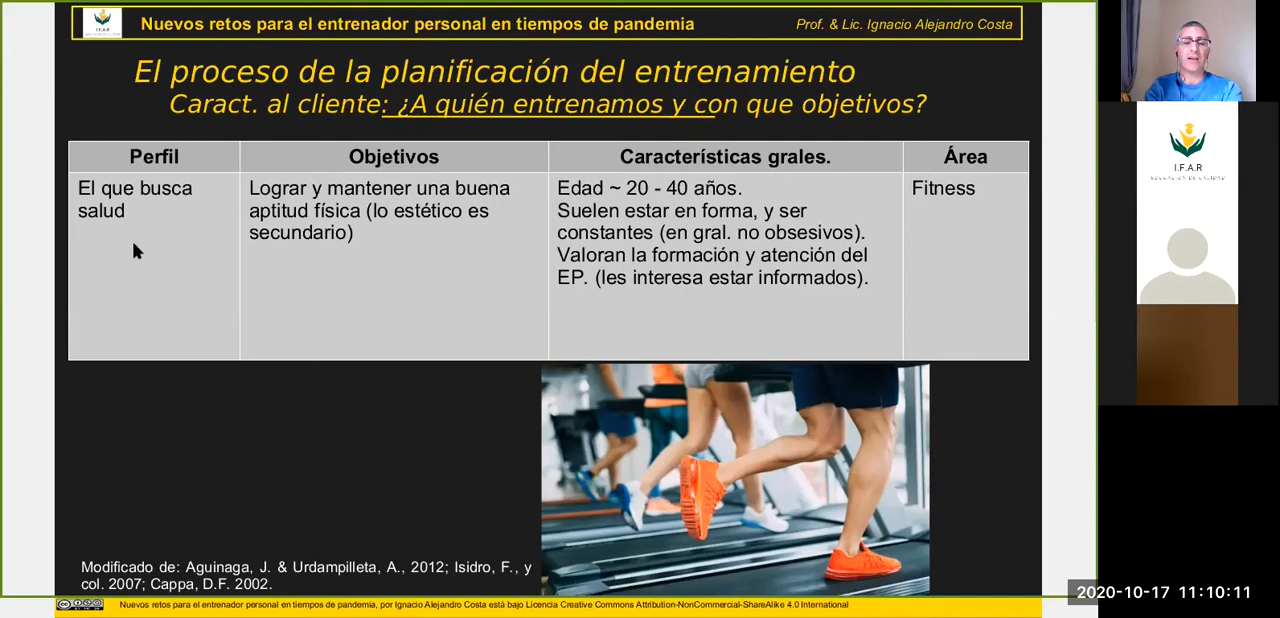 Nuevos retos para el entrenador personal en tiempos de pandemia
Prof. & Lic. Ignacio Alejandro Costa
El proceso de la planificación del entrenamiento
Caract. al cliente: ¿A quién entrenamos y con que objetivos?
Perfil
Objetivos
Características grales.
Área
El que busca
salud
Lograr y mantener una buena
aptitud física (lo estético es
secundario)
Edad ~ 20 - 40 años.
Suelen estar en forma, y ser
constantes (en gral. no obsesivos).
Valoran la formación y atención del
EP. (les interesa estar informados).
Fitness
Modificado de: Aguinaga, J. & Urdampilleta, A., 2012; Isidro, F., y
col. 2007; Cappa, D.F. 2002.
Nuevos retos para el entrenador personal en tiempos de pandemia, por Ignacio Alejandro Costa está bajo Licencia Creative Commons Attribution-NonCommercial-ShareAlike 4.0 International
I.F.A.R
2020-10-17 11:10:11